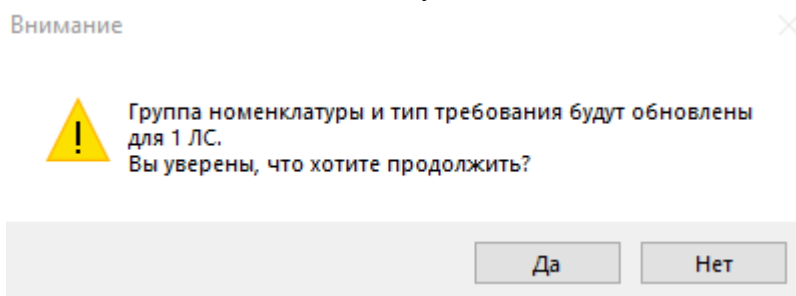 Внимание
Группа номенклатуры и тип требования будут обновлены
для 1 ЛС.
Вы уверены, что хотите продолжить?
Да
Нет